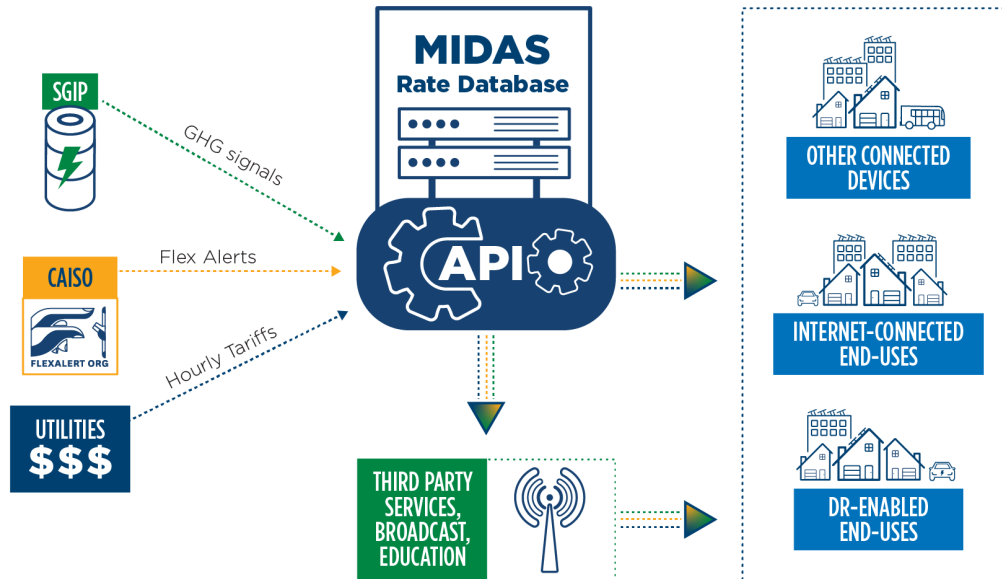 MIDAS
Rate Database
SGIP
GHG signals
CAISO
Flex Alerts
FLEXALERT ORG
Hourly Tariffs
UTILITIES
$$$
API
THIRD PARTY
SERVICES,
BROADCAST,
EDUCATION
OTHER CONNECTED
DEVICES
INTERNET-CONNECTED
END-USES
DR-ENABLED
END-USES